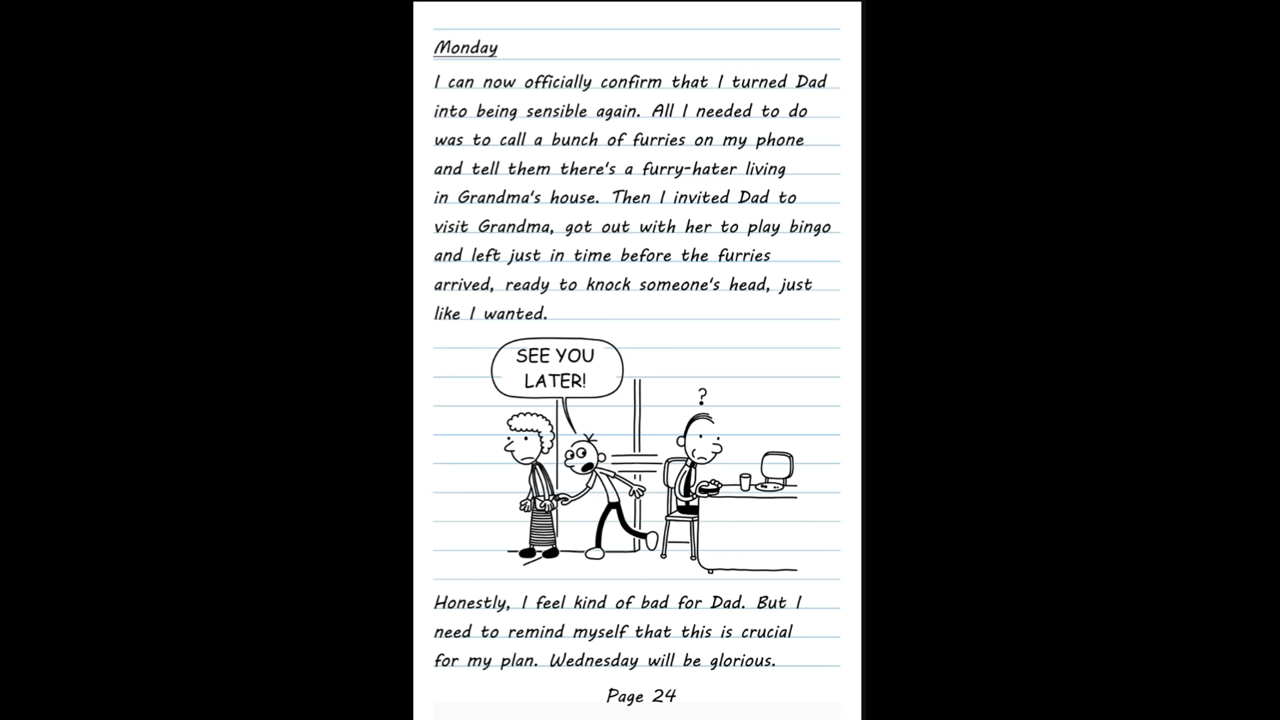 Monday
I can now officially confirm that I turned Dad
into being sensible again. All I needed to do
was to call a bunch of furries on my phone
and tell them there's a furry-hater living
in Grandma's house. Then I invited Dad to
visit Grandma, got out with her to play bingo
and left just in time before the furries
arrived, ready to knock someone's head, just
like I wanted.
SEE YOU
LATER!
?
Honestly, I feel kind of bad for Dad. But I
need to remind myself that this is crucial
for my plan. Wednesday will be glorious.
Page 24